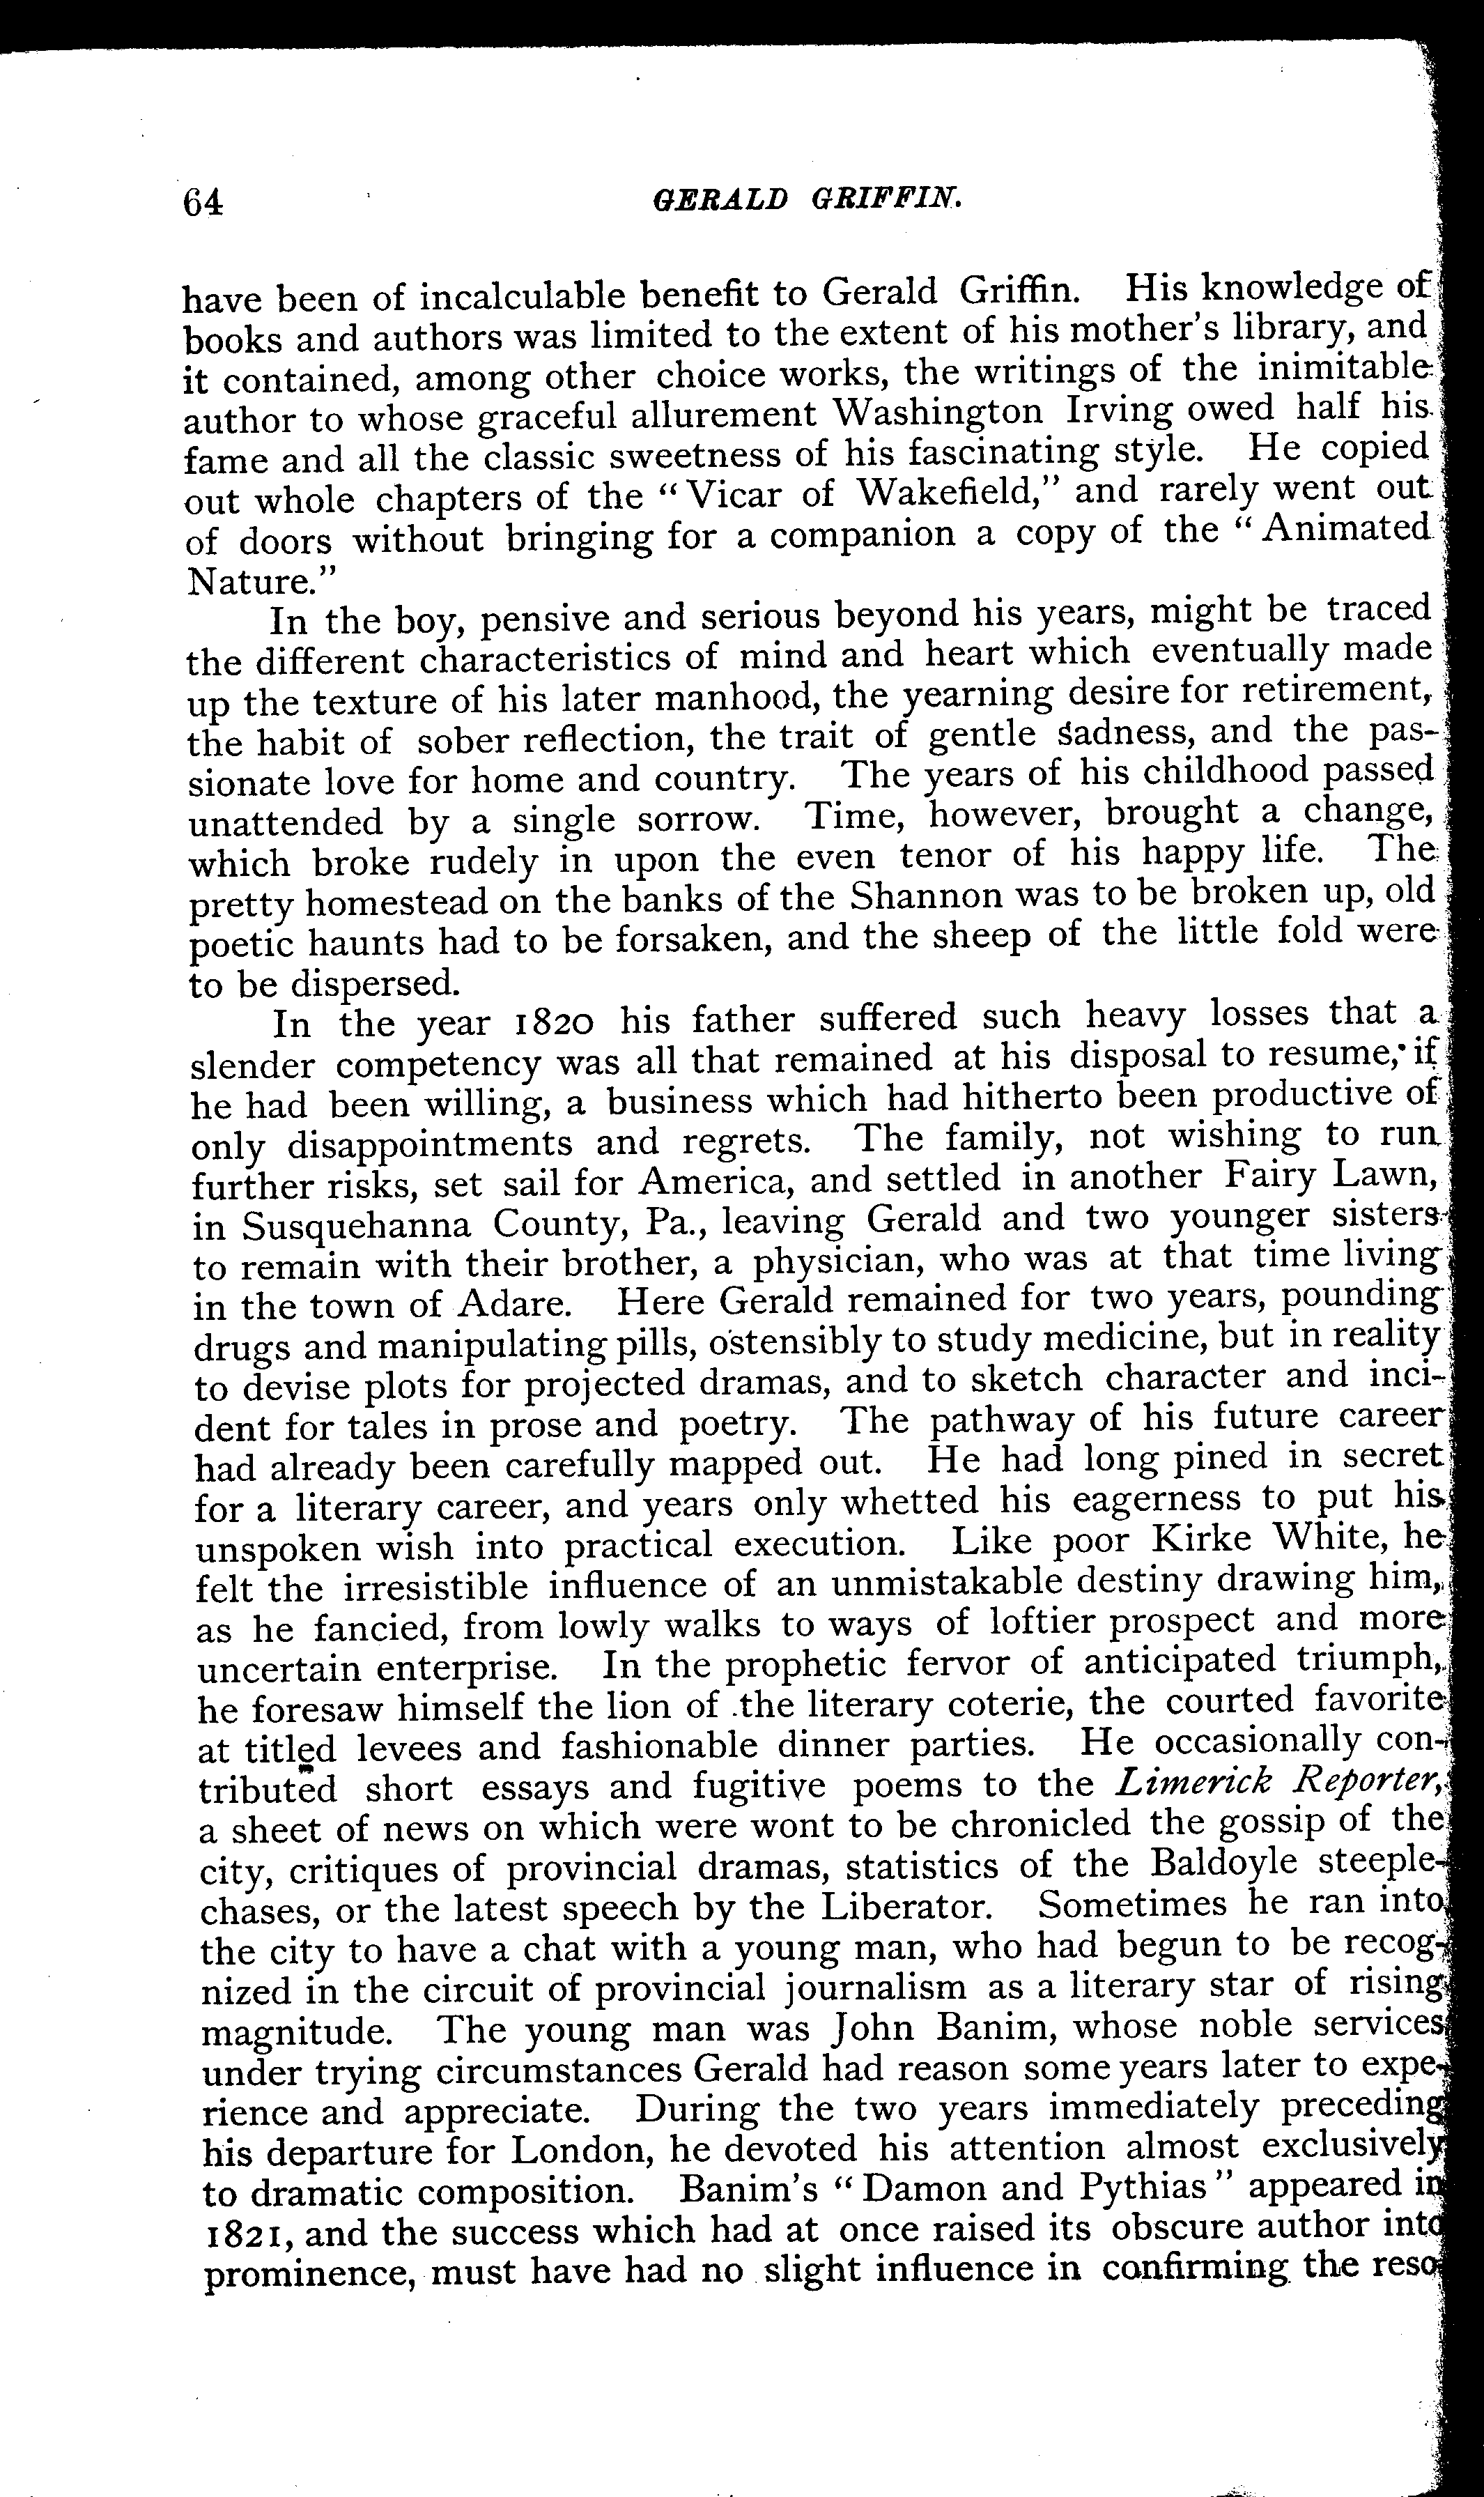 64 GERALD GRIFFIN.
have been of incalculable benefit to Gerald Griffin. His knowledge of
books and authors was limited to the extent of his mother's library, and
it contained, among other choice works, the writings of the inimitable
author to whose graceful allurement Washington Irving owed half his
fame and all the classic sweetness of his fascinating style. He copied
out whole chapters of the “Vicar of Wakefield,” and rarely went out
of doors without bringing for a companion a copy of the “Animated
Nature.”
In the boy, pensive and serious beyond his years, might be traced
the different characteristics of mind and heart which eventually made
up the texture of his later manhood, the yearning desire for retirement,
the habit of sober reflection, the trait of gentle sadness, and the pas-
sionate love for home and country. The years of his childhood passed
unattended by a single sorrow. Time, however, brought a change,
which broke rudely in upon the even tenor of his happy life. The
pretty homestead on the banks of the Shannon was to be broken up, old
poetic haunts had to be forsaken, and the sheep of the little fold were
to be dispersed.
In the year 1820 his father suffered such heavy losses that a
slender competency was all that remained at his disposal to resume, if
he had been willing, a business which had hitherto been productive of
only disappointments and regrets. The family, not wishing to run
further risks, set sail for America, and settled in another Fairy Lawn,
in Susquehanna County, Pa., leaving Gerald and two younger sisters
to remain with their brother, a physician, who was at that time living
in the town of Adare. Here Gerald remained for two years, pounding
drugs and manipulating pills, ostensibly to study medicine, but in reality
to devise plots for projected dramas, and to sketch character and inci-
dent for tales in prose and poetry. The pathway of his future career
had already been carefully mapped out. He had long pined in secret
for a literary career, and years only whetted his eagerness to put his
unspoken wish into practical execution. Like poor Kirke White, he
felt the irresistible influence of an unmistakable destiny drawing him,
as he fancied, from lowly walks to ways of loftier prospect and more
uncertain enterprise. In the prophetic fervor of anticipated triumph,
he foresaw himself the lion of the literary coterie, the courted favorite
at titled levees and fashionable dinner parties. He occasionally con-
tributed short essays and fugitive poems to the Limerick Reporter,
a sheet of news on which were wont to be chronicled the gossip of the
city, critiques of provincial dramas, statistics of the Baldoyle steeple-
chases, or the latest speech by the Liberator. Sometimes he ran into
the city to have a chat with a young man, who had begun to be recog-
nized in the circuit of provincial journalism as a literary star of rising
magnitude. The young man was John Banim, whose noble services
under trying circumstances Gerald had reason some years later to expe-
rience and appreciate. During the two years immediately preceding
his departure for London, he devoted his attention almost exclusively
to dramatic composition. Banim's “Damon and Pythias” appeared in
1821, and the success which had at once raised its obscure author into
prominence, must have had no slight influence in confirming the reso